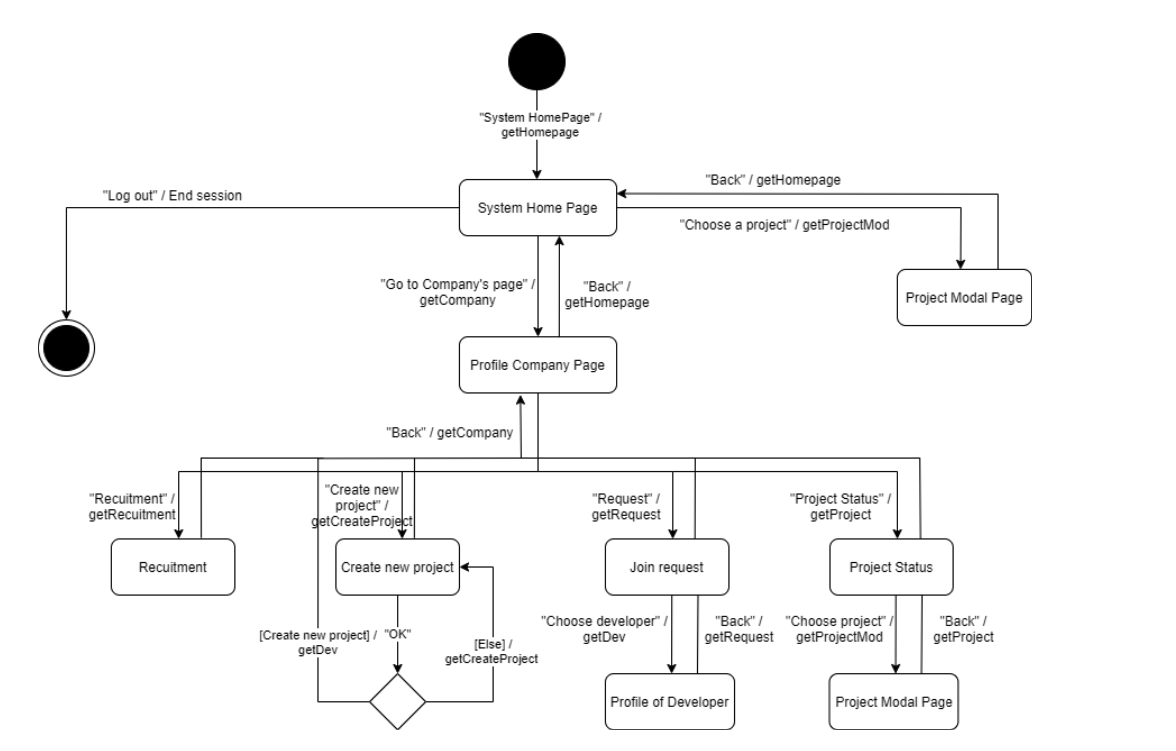 "System HomePage" /
getHomepage
"Log out" / End session
"Back" / getHomepage
System Home Page
"Choose a project" / getProjectMod
"Go to Company's page" /
getCompany
"Back" /
getHomepage
Project Modal Page
Profile Company Page
"Back" / getCompany
"Recuitment" /
getRecuitment
"Create new
project" /
getCreateProject
"Request" /
getRequest
"Project Status" /
getProject
Recuitment
Create new project
Join request
Project Status
[Create new project] /
getDev
"OK"
[Else] /
getCreateProject
"Choose developer" /
getDev
"Back" /
getRequest
"Choose project" /
getProjectMod
"Back" /
getProject
Profile of Developer
Project Modal Page